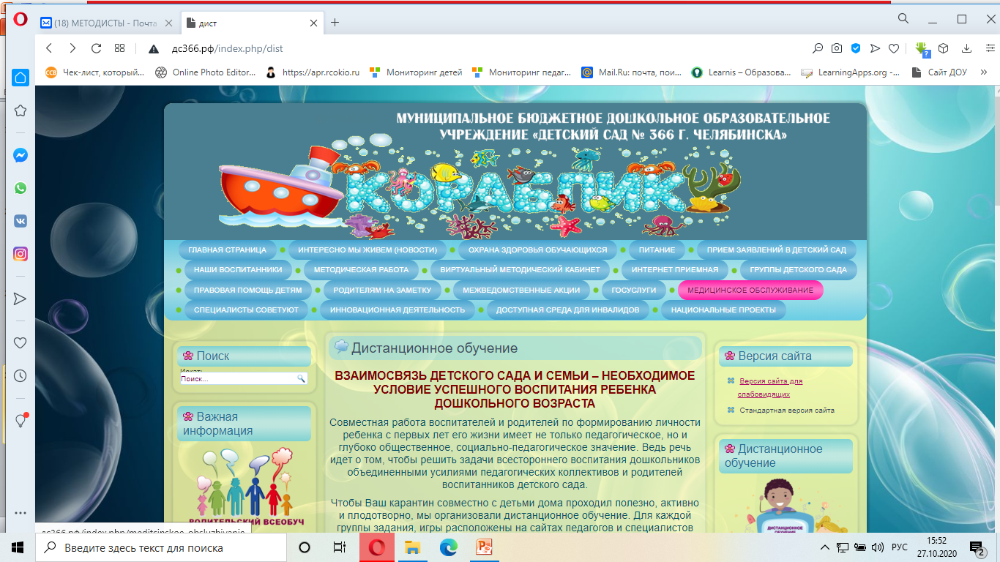 (18) МЕТОДИСТЫ - Почта
дист
дс366.рф/index.php/dist
Чек-лист, который...
Online Photo Editor...
https://apr.rcokio.ru
Мониторинг детей
Мониторинг педаг...
Mail.Ru: почта, пои...
Learnis – Образова...
LearningApps.org -...
Сайт ДОУ
МУНИЦИПАЛЬНОЕ БЮДЖЕТНОЕ ДОШКОЛЬНОЕ ОБРАЗОВАТЕЛЬНОЕ
УЧРЕЖДЕНИЕ «ДЕТСКИЙ САД № 366 Г. ЧЕЛЯБИНСКА»
КОРАБЛИК
ГЛАВНАЯ СТРАНИЦА
ИНТЕРЕСНО МЫ ЖИВЕМ (НОВОСТИ)
ОХРАНА ЗДОРОВЬЯ ОБУЧАЮЩИХСЯ
ПИТАНИЕ
ПРИЕМ ЗАЯВЛЕНИЙ В ДЕТСКИЙ САД
НАШИ ВОСПИТАННИКИ
МЕТОДИЧЕСКАЯ РАБОТА
ВИРТУАЛЬНЫЙ МЕТОДИЧЕСКИЙ КАБИНЕТ
ИНТЕРНЕТ ПРИЕМНАЯ
ГРУППЫ ДЕТСКОГО САДА
ПРАВОВАЯ ПОМОЩЬ ДЕТЯМ
РОДИТЕЛЯМ НА ЗАМЕТКУ
МЕЖВЕДОМСТВЕННЫЕ АКЦИИ
ГОСУСЛУГИ
МЕДИЦИНСКОЕ ОБСЛУЖИВАНИЕ
СПЕЦИАЛИСТЫ СОВЕТУЮТ
ИННОВАЦИОННАЯ ДЕЯТЕЛЬНОСТЬ
ДОСТУПНАЯ СРЕДА ДЛЯ ИНВАЛИДОВ
НАЦИОНАЛЬНЫЕ ПРОЕКТЫ
Поиск
Поиск...
Важная
информация
РОДИТЕЛЬСКИЙ ВСЕОБУЧ
Дистанционное обучение
ВЗАИМОСВЯЗЬ ДЕТСКОГО САДА И СЕМЬИ – НЕОБХОДИМОЕ
УСЛОВИЕ УСПЕШНОГО ВОСПИТАНИЯ РЕБЕНКА
ДОШКОЛЬНОГО ВОЗРАСТА
Совместная работа воспитателей и родителей по формированию личности
ребенка с первых лет его жизни имеет не только педагогическое, но и
глубоко общественное, социально-педагогическое значение. Ведь речь
идет о том, чтобы решить задачи всестороннего воспитания дошкольников
объединенными усилиями педагогических коллективов и родителей
воспитанников детского сада.
Чтобы Ваш карантин совместно с детьми дома проходил полезно, активно
и плодотворно, мы организовали дистанционное обучение. Для каждой
группы задания, игры расположены на сайтах педагогов и специалистов
Версия сайта
Версия сайта для
слабовидящих
Стандартная версия сайта
Дистанционное
обучение
ДИСТАНЦИОННОЕ
ОБУЧЕНИЕ
дс366.рф/index.php/meditsinskoe-obsluzhivanie
Введите здесь текст для поиска
РУС
15:52
27.10.2020
2